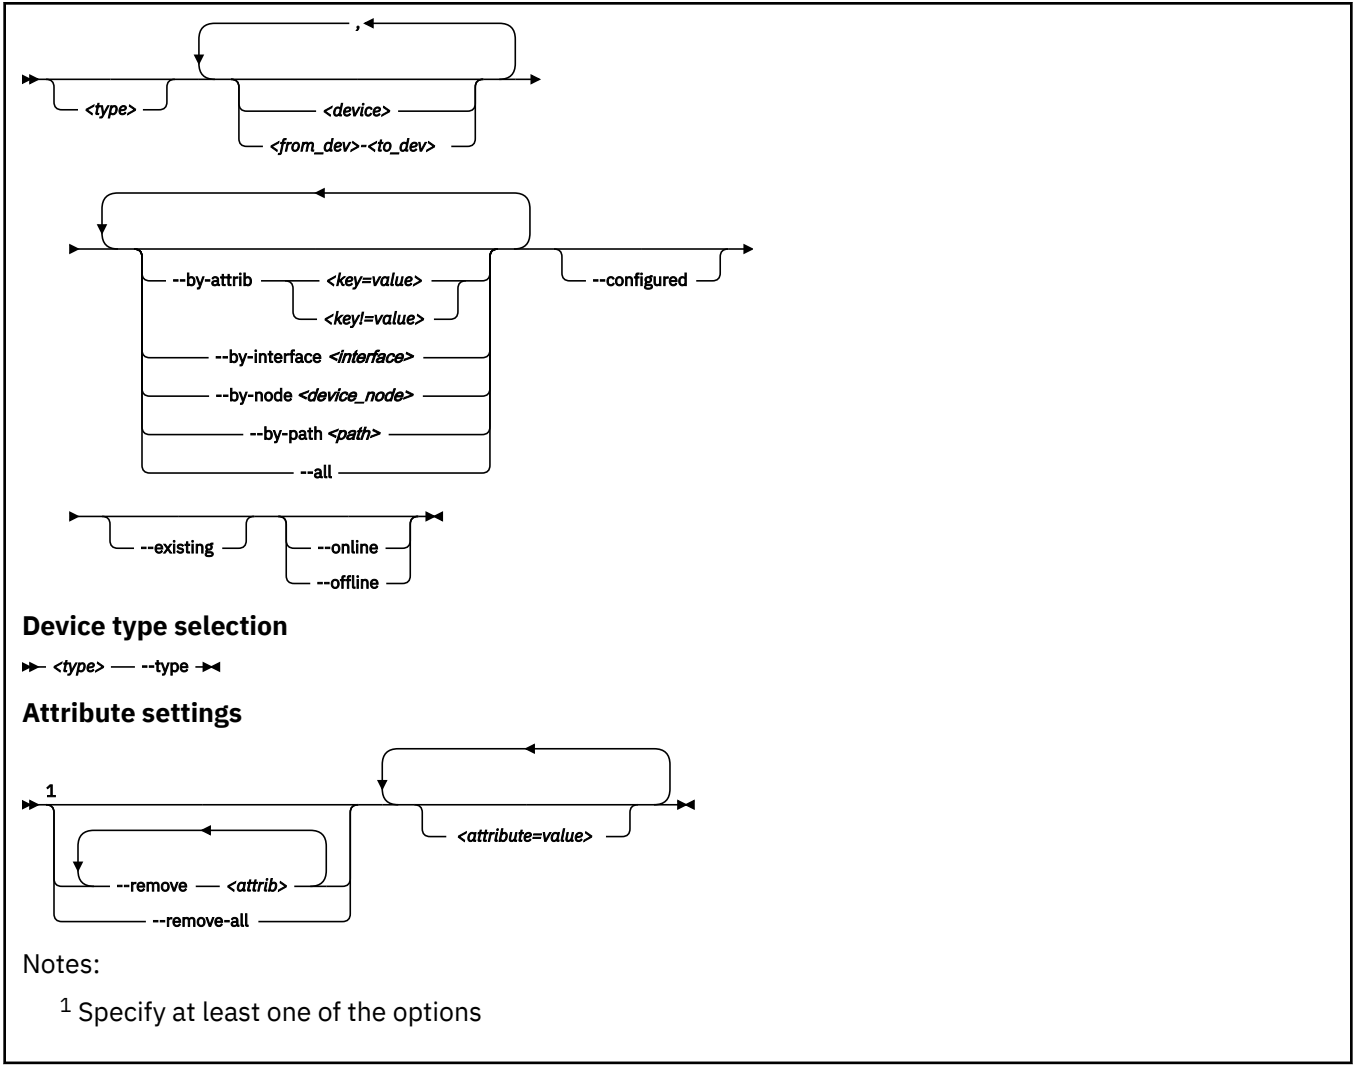 ,
<type>
<device>
<from_dev>-<to_dev>
--by-attrib <key=value> --configured
<key!=value>
--by-interface <interface>
--by-node <device_node>
--by-path <path>
--all
--existing --online
--offline
Device type selection
<type> --type
Attribute settings
1
<attribute=value>
--remove <attrib>
--remove-all
Notes:
1 Specify at least one of the options